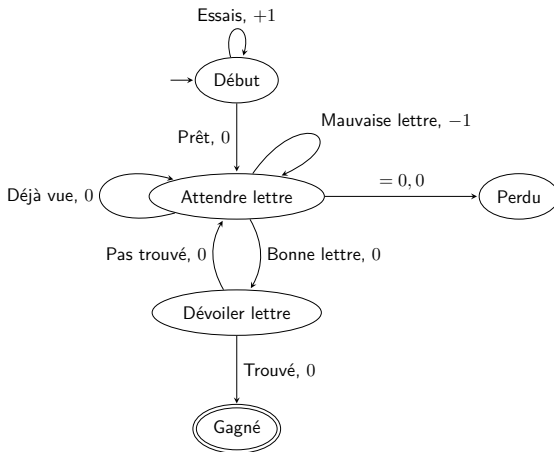 Essais, +1
Début
Prêt, 0
Mauvaise lettre, −1
Déjà vue, 0
Attendre lettre
= 0, 0
Perdu
Pas trouvé, 0
Bonne lettre, 0
Dévoiler lettre
Trouvé, 0
Gagné